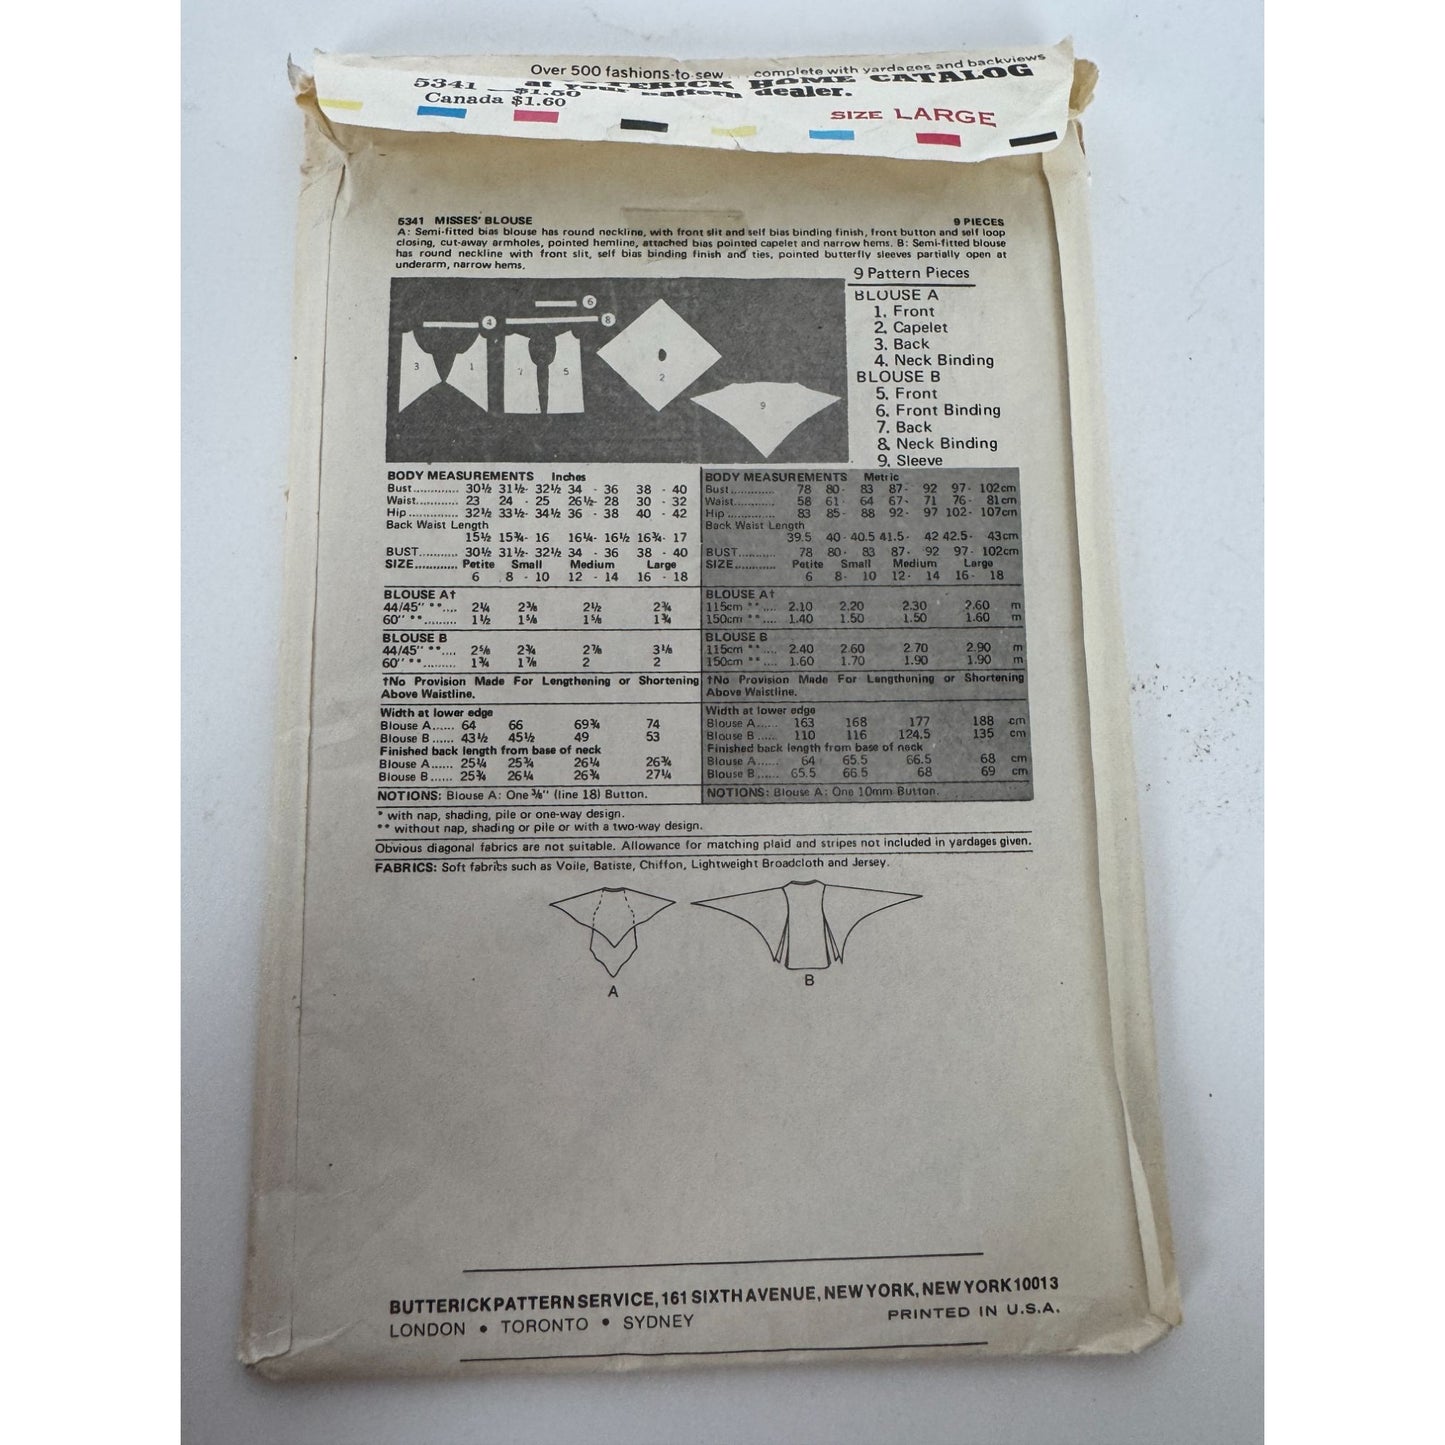 Over 500 fashions-to-sew . . . complete with yardages and backviews
5341 at your BUTTERICK HOME CATALOG
$1.50 pattern dealer.
Canada $1.60
SIZE LARGE
5341 MISSES' BLOUSE 9 PIECES
A: Semi-fitted bias blouse has round neckline, with front slit and self bias binding finish, front button and self loop
closing, cut-away armholes, pointed hemline, attached bias pointed capelet and narrow hems. B: Semi-fitted blouse
has round neckline with front slit, self bias binding finish and ties, pointed butterfly sleeves partially open at
underarm, narrow hems.
9 Pattern Pieces
BLOUSE A
1. Front
2. Capelet
3. Back
4. Neck Binding
BLOUSE B
5. Front
6. Front Binding
7. Back
8. Neck Binding
9. Sleeve
6
4 8
3 1 7 5 2
9
BODY MEASUREMENTS Inches
Bust............ 30½ 31½- 32½ 34 - 36 38 - 40
Waist............ 23 24 - 25 26½- 28 30 - 32
Hip............ 32½ 33½- 34½ 36 - 38 40 - 42
Back Waist Length
15½ 15¾- 16 16¼- 16½ 16¾- 17
BUST............ 30½ 31½- 32½ 34 - 36 38 - 40
SIZE............ Petite Small Medium Large
6 8 - 10 12 - 14 16 - 18
BLOUSE A†
44/45" **.... 2¼ 2⅜ 2½ 2¾
60" **......... 1½ 1⅝ 1⅝ 1¾
BLOUSE B
44/45" **.... 2⅝ 2¾ 2⅞ 3⅛
60" **......... 1¾ 1⅞ 2 2
†No Provision Made For Lengthening or Shortening
Above Waistline.
Width at lower edge
Blouse A...... 64 66 69¾ 74
Blouse B...... 43½ 45½ 49 53
Finished back length from base of neck
Blouse A...... 25¼ 25¾ 26¼ 26¾
Blouse B...... 25¾ 26¼ 26¾ 27¼
NOTIONS: Blouse A: One ⅜" (line 18) Button.
BODY MEASUREMENTS Metric
Bust............ 78 80- 83 87- 92 97- 102cm
Waist............ 58 61- 64 67- 71 76- 81cm
Hip............ 83 85- 88 92- 97 102- 107cm
Back Waist Length
39.5 40 - 40.5 41.5 - 42 42.5 - 43cm
BUST............ 78 80- 83 87- 92 97- 102cm
SIZE............ Petite Small Medium Large
6 8- 10 12- 14 16- 18
BLOUSE A†
115cm **.... 2.10 2.20 2.30 2.60 m
150cm **.... 1.40 1.50 1.50 1.60 m
BLOUSE B
115cm **.... 2.40 2.60 2.70 2.90 m
150cm **.... 1.60 1.70 1.90 1.90 m
†No Provision Made For Lengthening or Shortening
Above Waistline.
Width at lower edge
Blouse A...... 163 168 177 188 cm
Blouse B...... 110 116 124.5 135 cm
Finished back length from base of neck
Blouse A...... 64 65.5 66.5 68 cm
Blouse B...... 65.5 66.5 68 69 cm
NOTIONS: Blouse A: One 10mm Button.
* with nap, shading, pile or one-way design.
** without nap, shading or pile or with a two-way design.
Obvious diagonal fabrics are not suitable. Allowance for matching plaid and stripes not included in yardages given.
FABRICS: Soft fabrics such as Voile, Batiste, Chiffon, Lightweight Broadcloth and Jersey.
A B
BUTTERICK PATTERN SERVICE, 161 SIXTH AVENUE, NEW YORK, NEW YORK 10013
LONDON • TORONTO • SYDNEY PRINTED IN U.S.A.